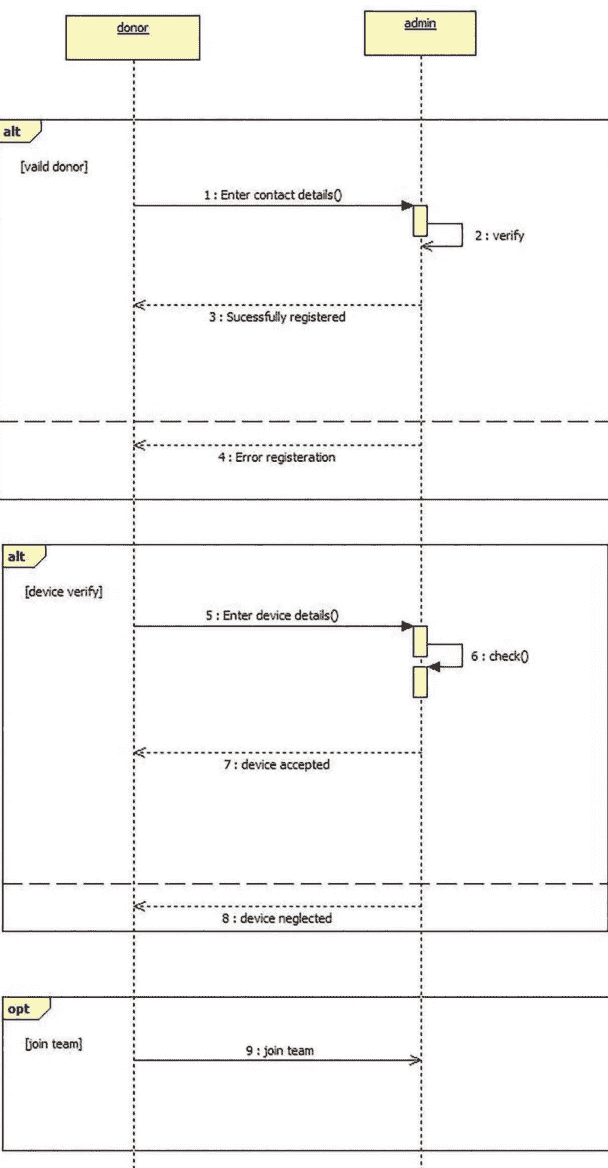 donor
admin
alt
[vaild donor]
1 : Enter contact details()
2 : verify
3 : Sucessfully registered
4 : Error registeration
alt
[device verify]
5 : Enter device details()
6 : check()
7 : device accepted
8 : device neglected
opt
[join team]
9 : join team